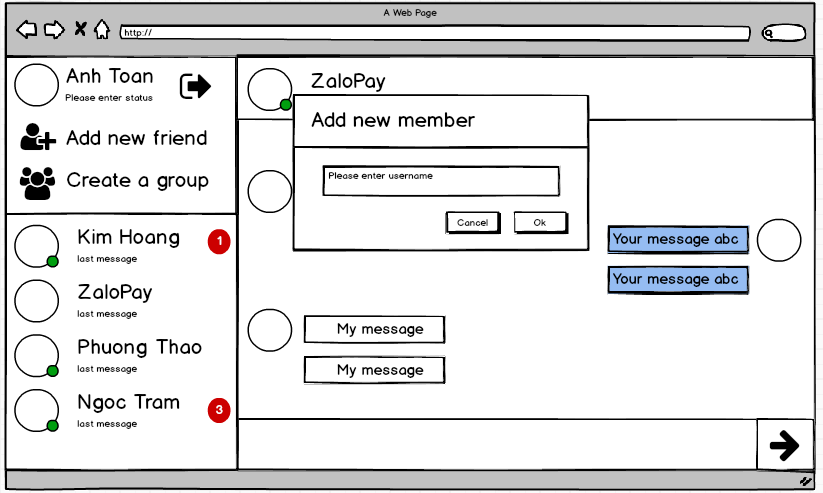 A Web Page
http://
Anh Toan
Please enter status
Add new friend
Create a group
Kim Hoang
1
last message
ZaloPay
last message
Phuong Thao
last message
Ngoc Tram
3
last message
ZaloPay
Add new member
Please enter username
Cancel
Ok
Your message abc
Your message abc
My message
My message